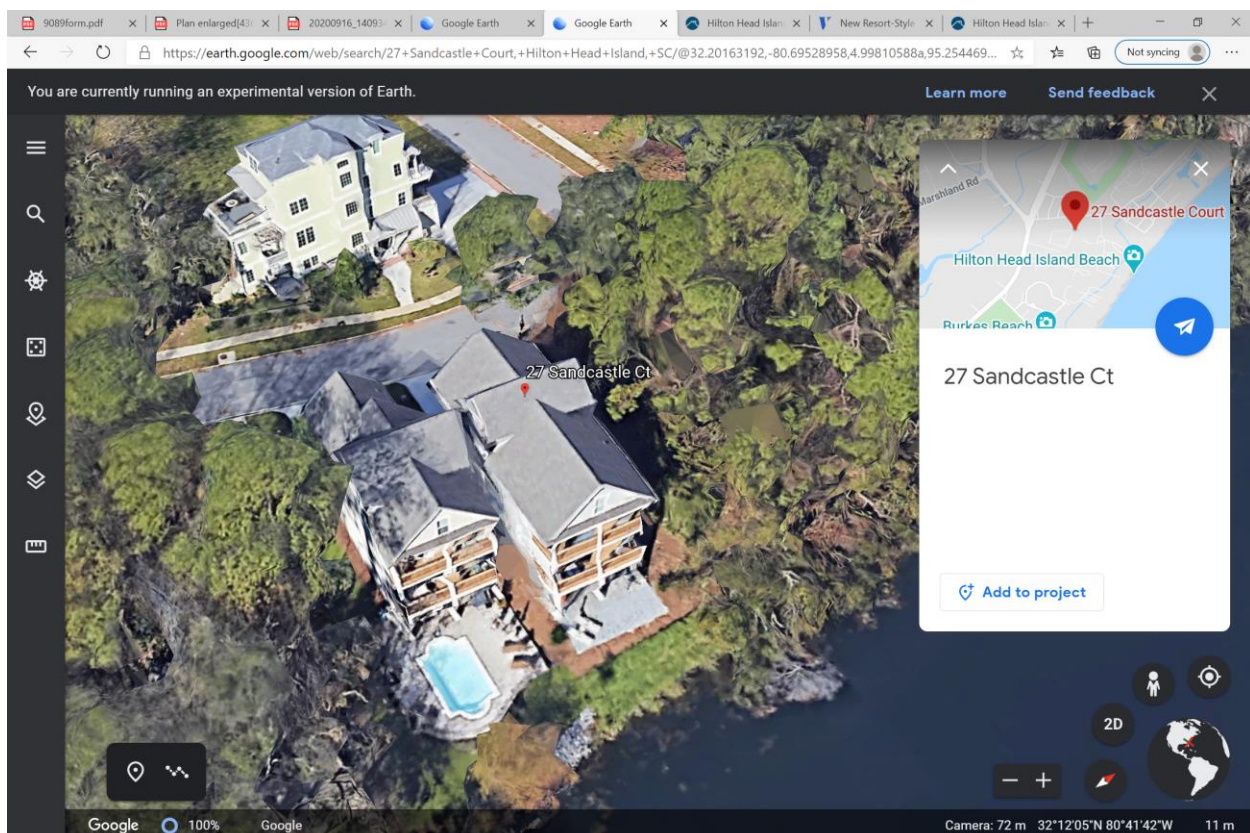 9089form.pdf
Plan enlarged[43
20200916_14093
Google Earth
Google Earth
Hilton Head Islan
New Resort-Style
Hilton Head Islan
https://earth.google.com/web/search/27+Sandcastle+Court,+Hilton+Head+Island,+SC/@32.20163192,-80.69528958,4.99810588a,95.254469...
Not syncing
You are currently running an experimental version of Earth.
Learn more
Send feedback
Marshland Rd
27 Sandcastle Court
Hilton Head Island Beach
Burkes Beach
27 Sandcastle Ct
27 Sandcastle Ct
Add to project
2D
Google
100%
Google
Camera: 72 m 32°12'05"N 80°41'42"W 11 m